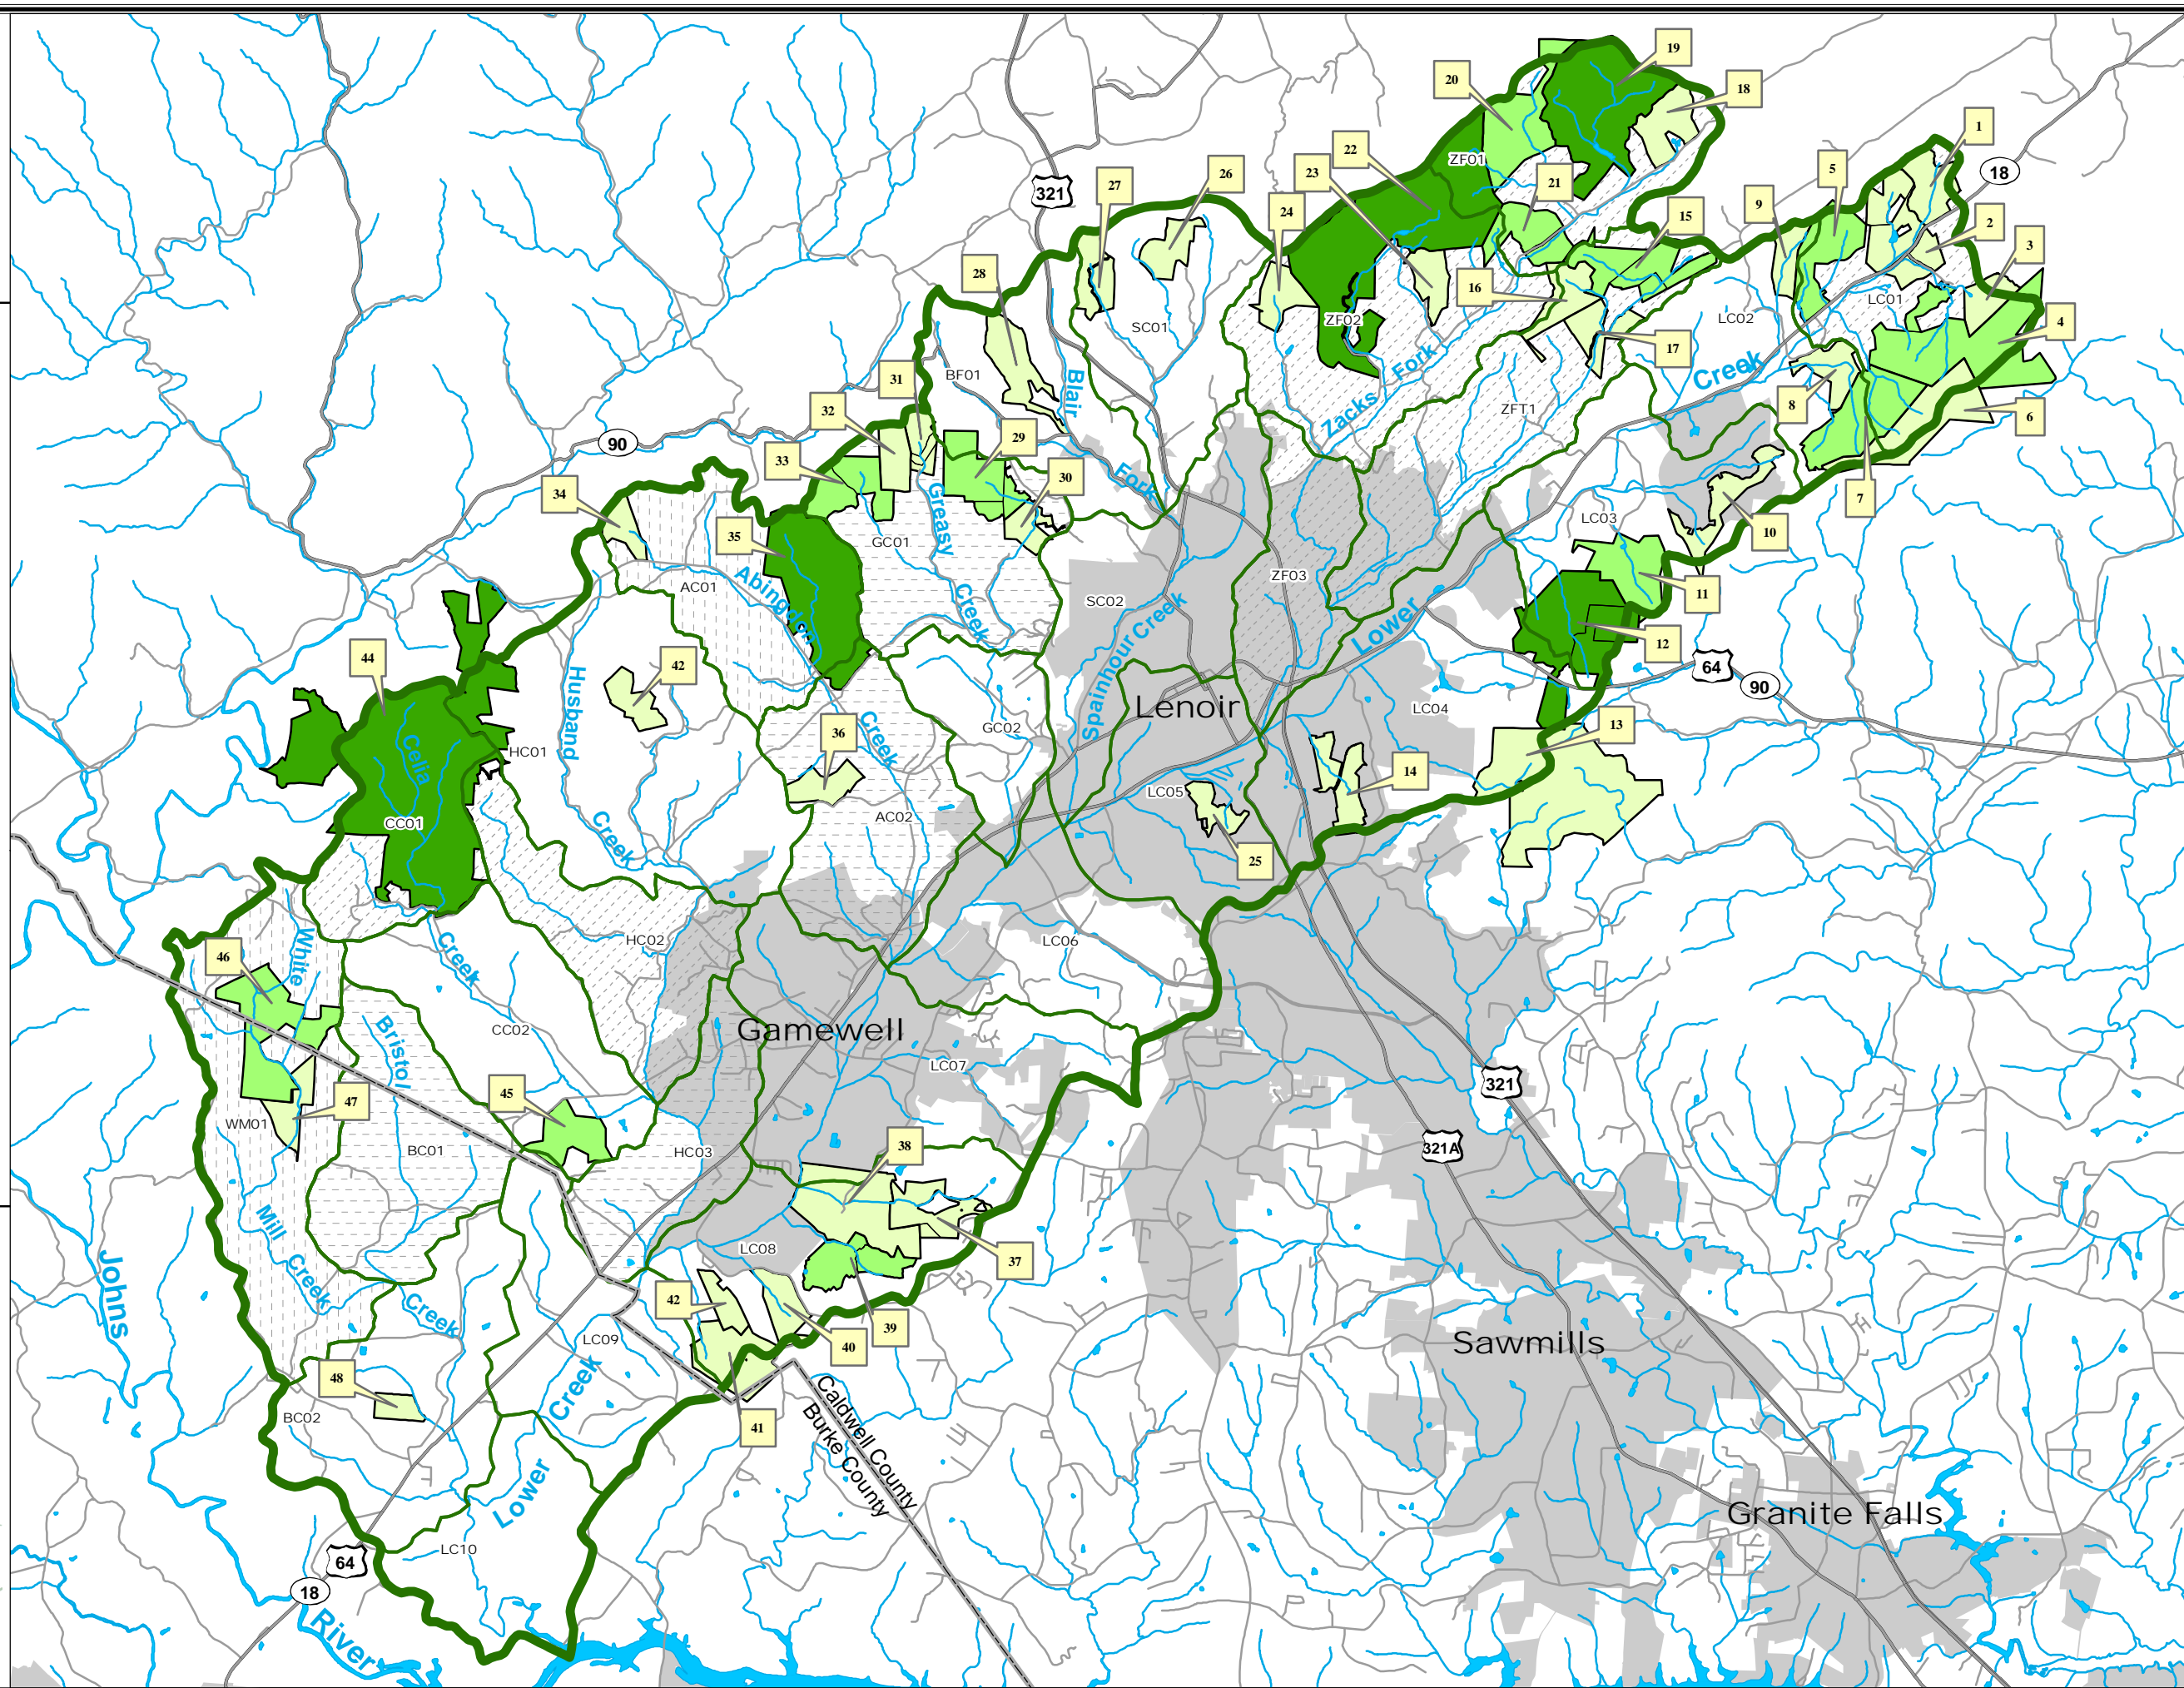 19
20
18
1
22
ZF01
5
18
321
27
26
23
21
24
9
15
2
3
28
16
LC01
ZF02
LC02
4
SC01
17
Zacks Fork
Creek
BF01
Blair
31
8
ZFT1
6
32
29
90
33
30
Fork
7
34
Greasy
LC03
10
35
GC01
ZF03
AC01
Abingdon
11
Creek
SC02
Spainhour Creek
Lower
12
44
42
64
90
Husband
Lenoir
LC04
36
Creek
GC02
13
Celia
HC01
14
LC05
CC01
AC02
Creek
25
HC02
LC06
White
Creek
46
CC02
Gamewell
Bristol
LC07
321
45
47
WM01
321A
BC01
HC03
38
Mill
Creek
LC08
37
Johns
42
Creek
39
LC09
40
Sawmills
48
Creek
BC02
41
Caldwell County
Burke County
Lower
Granite Falls
LC10
64
18
River